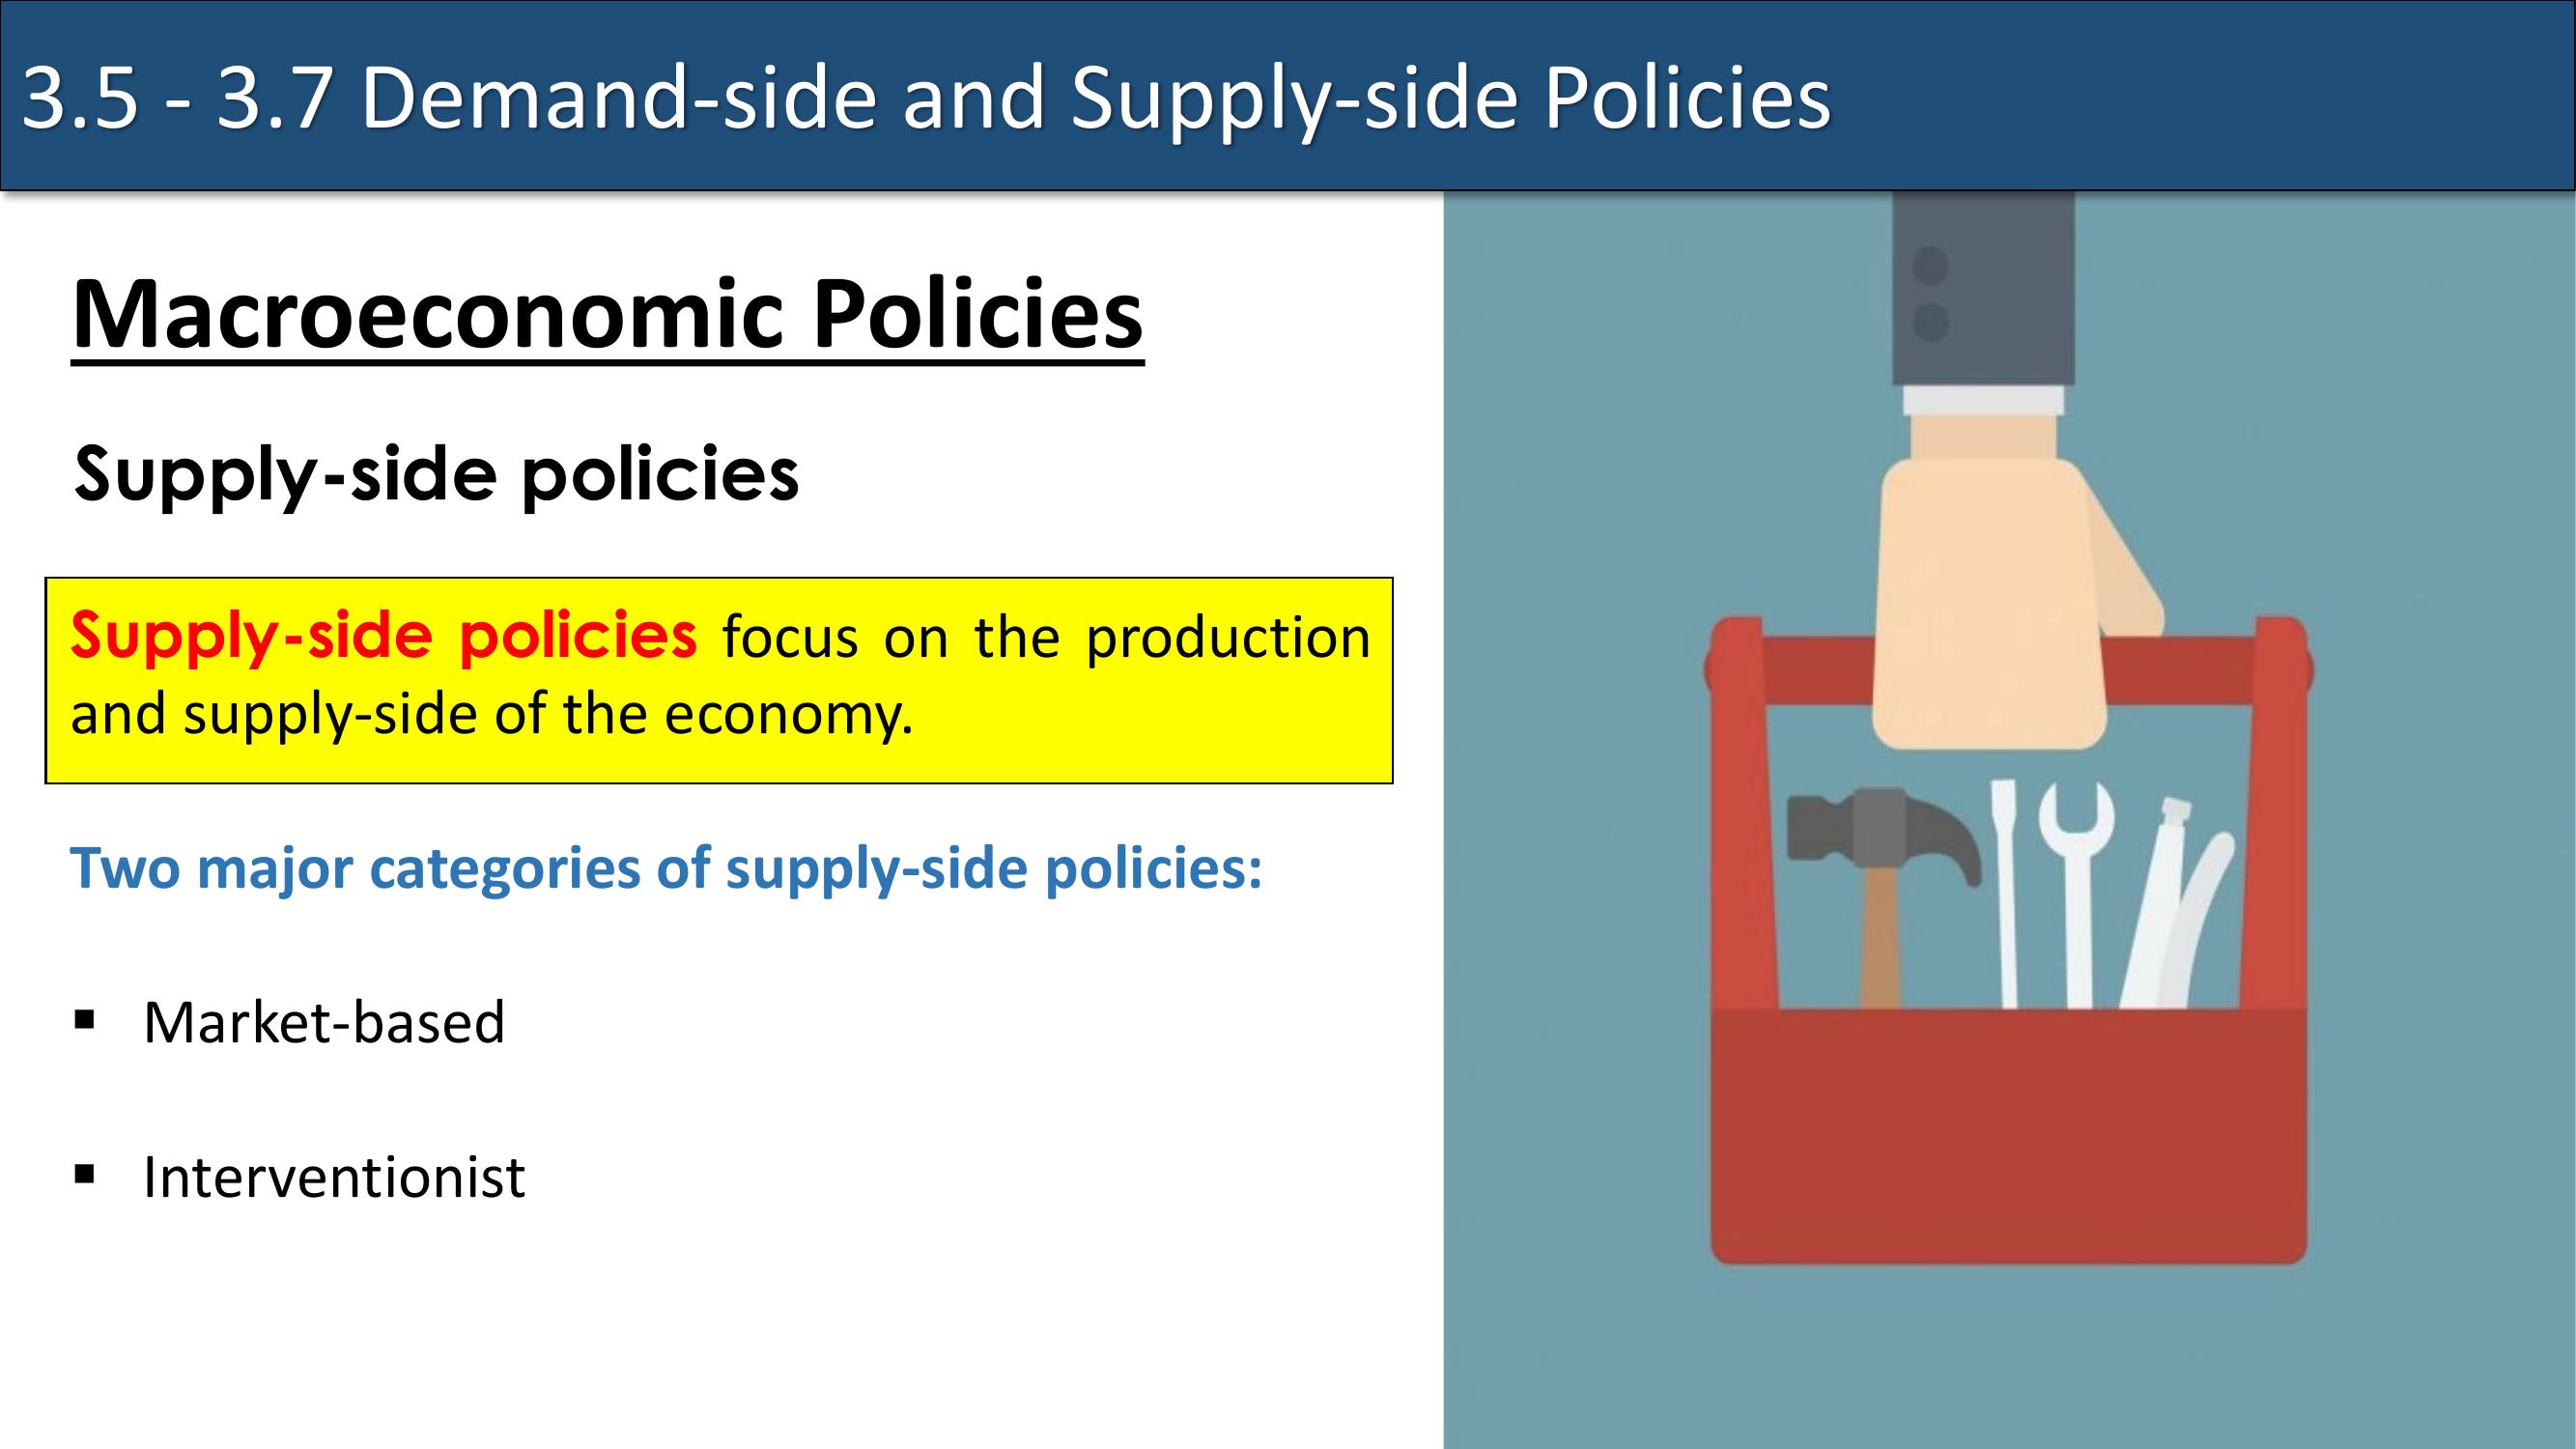 3.5 - 3.7 Demand-side and Supply-side Policies
Macroeconomic Policies
Supply-side policies
Supply-side policies focus on the production
and supply-side of the economy.
Two major categories of supply-side policies:
▪ Market-based
▪ Interventionist